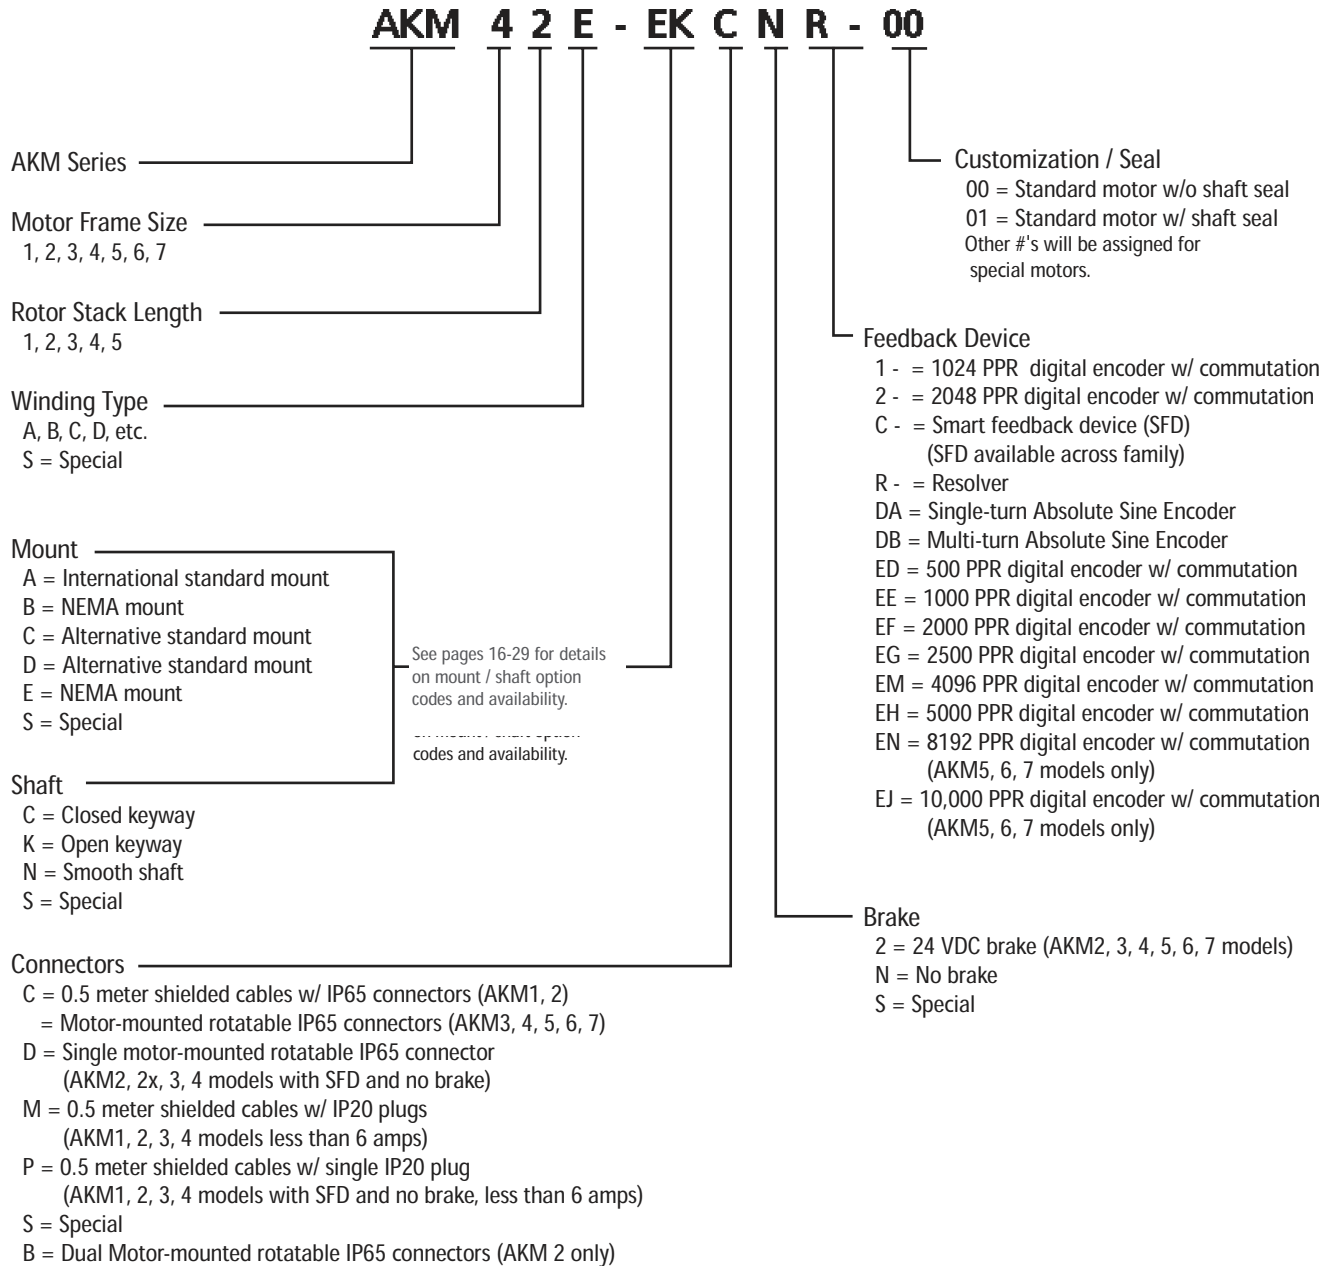 AKM 4 2 E - EK C N R - 00
AKM Series
Motor Frame Size
1, 2, 3, 4, 5, 6, 7
Rotor Stack Length
1, 2, 3, 4, 5
Winding Type
A, B, C, D, etc.
S = Special
Mount
A = International standard mount
B = NEMA mount
C = Alternative standard mount
D = Alternative standard mount
E = NEMA mount
S = Special
See pages 16-29 for details
on mount / shaft option
codes and availability.
codes and availability.
Shaft
C = Closed keyway
K = Open keyway
N = Smooth shaft
S = Special
Connectors
C = 0.5 meter shielded cables w/ IP65 connectors (AKM1, 2)
= Motor-mounted rotatable IP65 connectors (AKM3, 4, 5, 6, 7)
D = Single motor-mounted rotatable IP65 connector
(AKM2, 2x, 3, 4 models with SFD and no brake)
M = 0.5 meter shielded cables w/ IP20 plugs
(AKM1, 2, 3, 4 models less than 6 amps)
P = 0.5 meter shielded cables w/ single IP20 plug
(AKM1, 2, 3, 4 models with SFD and no brake, less than 6 amps)
S = Special
B = Dual Motor-mounted rotatable IP65 connectors (AKM 2 only)
Customization / Seal
00 = Standard motor w/o shaft seal
01 = Standard motor w/ shaft seal
Other #'s will be assigned for
special motors.
Feedback Device
1 - = 1024 PPR digital encoder w/ commutation
2 - = 2048 PPR digital encoder w/ commutation
C - = Smart feedback device (SFD)
(SFD available across family)
R - = Resolver
DA = Single-turn Absolute Sine Encoder
DB = Multi-turn Absolute Sine Encoder
ED = 500 PPR digital encoder w/ commutation
EE = 1000 PPR digital encoder w/ commutation
EF = 2000 PPR digital encoder w/ commutation
EG = 2500 PPR digital encoder w/ commutation
EM = 4096 PPR digital encoder w/ commutation
EH = 5000 PPR digital encoder w/ commutation
EN = 8192 PPR digital encoder w/ commutation
(AKM5, 6, 7 models only)
EJ = 10,000 PPR digital encoder w/ commutation
(AKM5, 6, 7 models only)
Brake
2 = 24 VDC brake (AKM2, 3, 4, 5, 6, 7 models)
N = No brake
S = Special